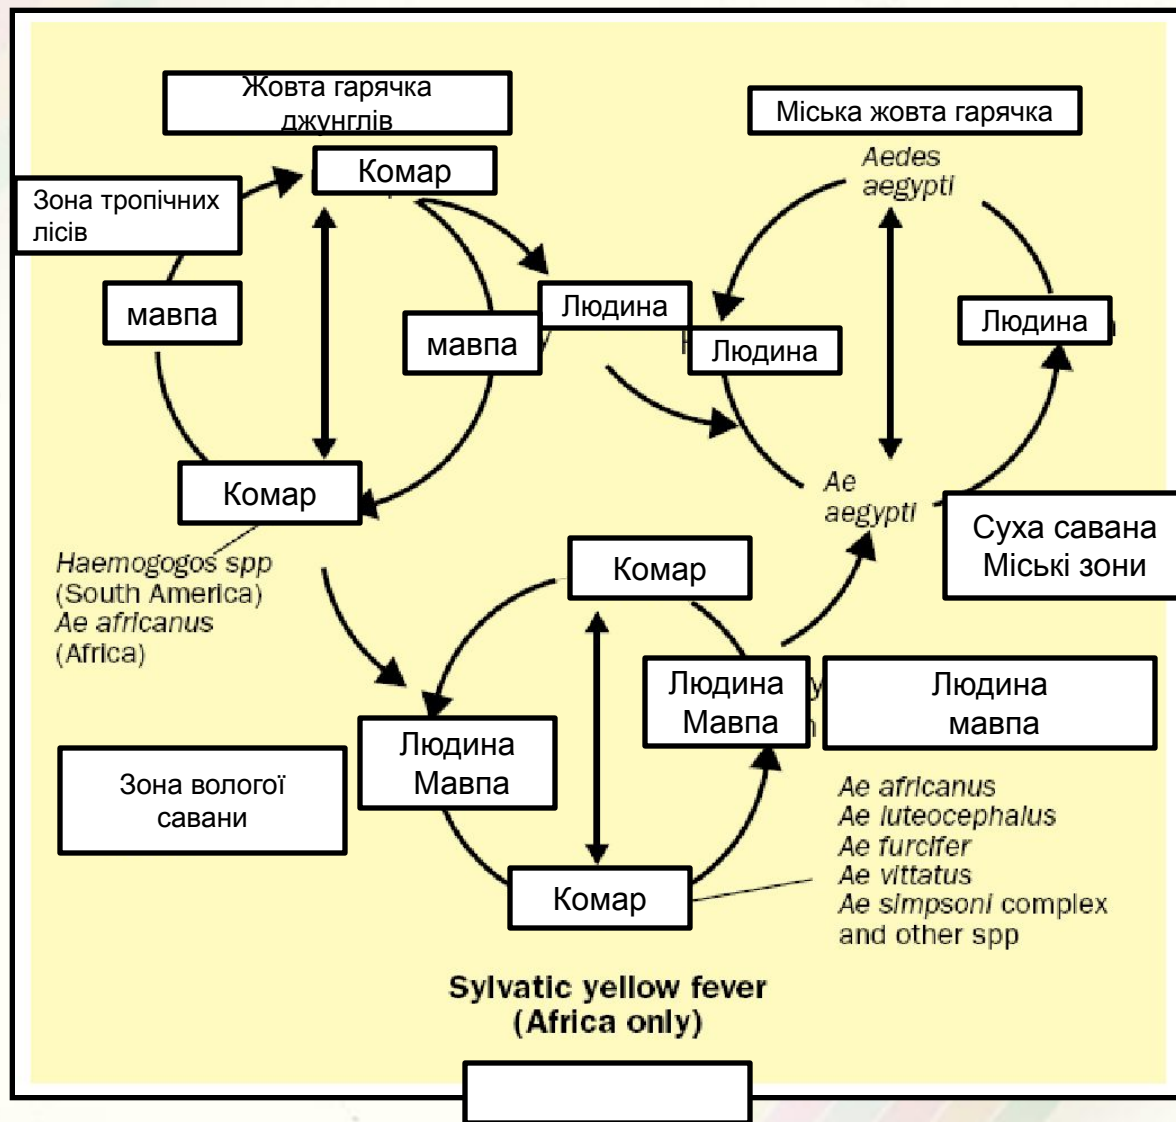 Жовта гарячка
джунглів
Міська жовта гарячка
Комар
Aedes
aegypti
Зона тропічних
лісів
мавпа
мавпа
Людина
Людина
Людина
Комар
Ae
aegypti
Суха савана
Міські зони
Haemogogos spp
(South America)
Ae africanus
(Africa)
Комар
Людина
Мавпа
Людина
мавпа
Людина
Мавпа
Зона вологої
савани
Ae africanus
Ae luteocephalus
Ae furcifer
Ae vittatus
Ae simpsoni complex
and other spp
Комар
Sylvatic yellow fever
(Africa only)